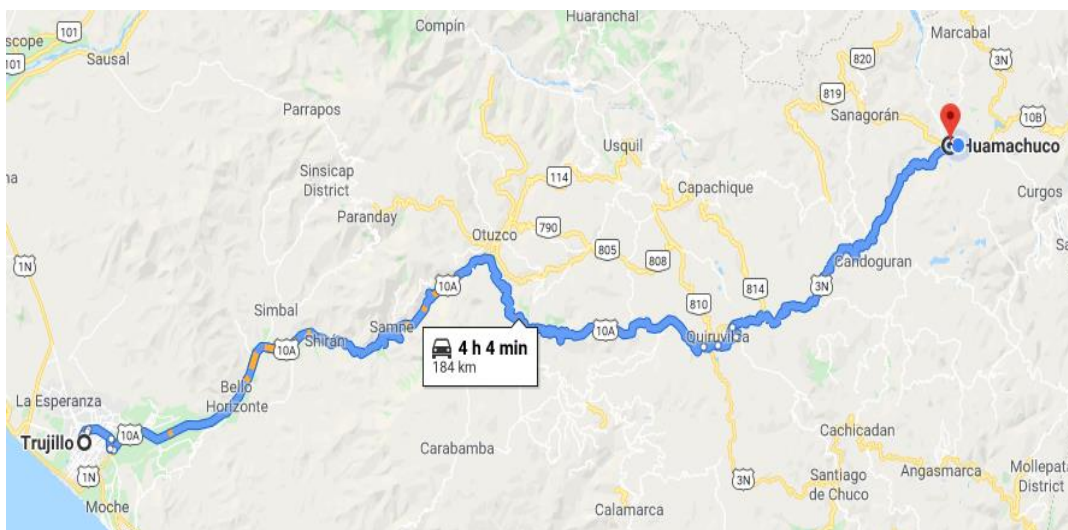 101
Compín
Huaranchal
Marcabal
scope
101
Sausal
820
3N
819
Parrapos
Sanagorán
10B
Usquil
Huamachuco
Sinsicap
District
114
Capachique
Curgos
Paranday
Otuzco
790
805
808
1N
10A
Candoguran
3N
814
Simbal
810
Samne
10A
Shirán
10A
Quiruvilca
4 h 4 min
184 km
Bello
Horizonte
La Esperanza
Trujillo
10A
Cachicadan
Carabamba
1N
3N
Santiago
de Chuco
Angasmarca
Mollepata
District
Moche
Calamarca